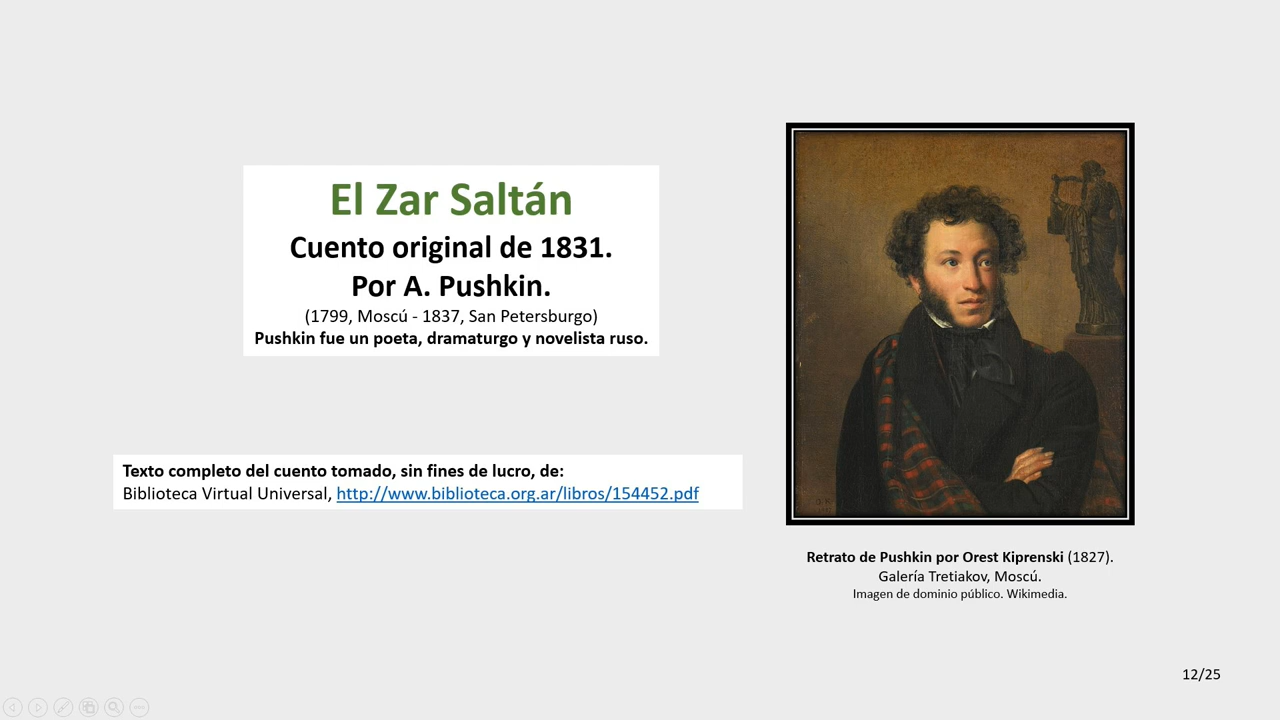 El Zar Saltán
Cuento original de 1831.
Por A. Pushkin.
(1799, Moscú - 1837, San Petersburgo)
Pushkin fue un poeta, dramaturgo y novelista ruso.
Texto completo del cuento tomado, sin fines de lucro, de:
Biblioteca Virtual Universal, http://www.biblioteca.org.ar/libros/154452.pdf
Retrato de Pushkin por Orest Kiprenski (1827).
Galería Tretiakov, Moscú.
Imagen de dominio público. Wikimedia.
12/25